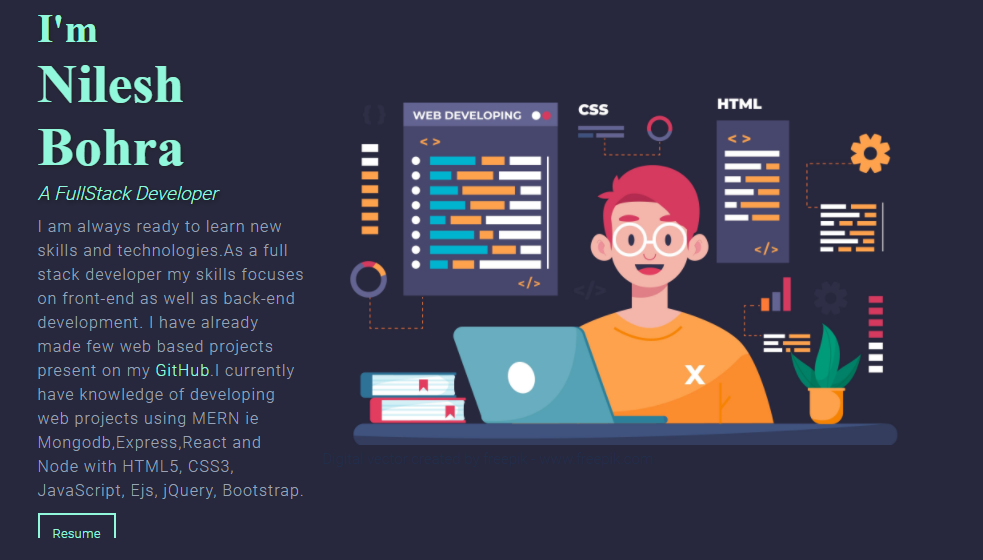 I'm
Nilesh
Bohra
A FullStack Developer
I am always ready to learn new
skills and technologies.As a full
stack developer my skills focuses
on front-end as well as back-end
development. I have already
made few web based projects
present on my GitHub.I currently
have knowledge of developing
web projects using MERN ie
Mongodb,Express,React and
Node with HTML5, CSS3,
JavaScript, Ejs, jQuery, Bootstrap.
Resume
WEB DEVELOPING
< >
</>
CSS
HTML
< >
</>
{ }
</>
X